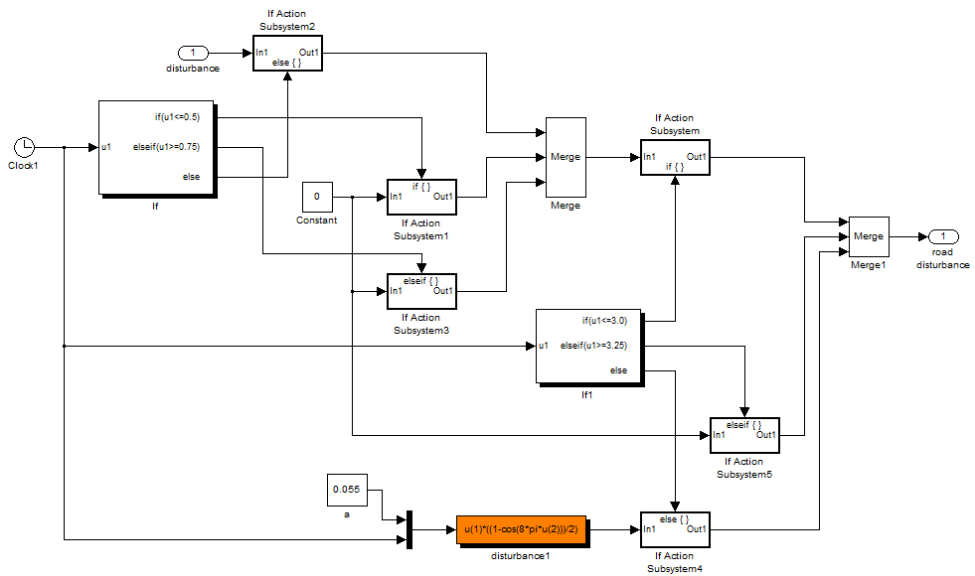 If Action
Subsystem2
1
disturbance
In1
Out1
else { }
Clock1
u1
if(u1<=0.5)
elseif(u1>=0.75)
else
If
0
Constant
if { }
In1
Out1
If Action
Subsystem1
elseif { }
In1
Out1
If Action
Subsystem3
Merge
Merge
If Action
Subsystem
In1
Out1
if { }
Merge
Merge1
1
road
disturbance
u1
if(u1<=3.0)
elseif(u1>=3.25)
else
If1
elseif { }
In1
Out1
If Action
Subsystem5
0.055
a
u(1)*((1-cos(8*pi*u(2)))/2)
disturbance1
else { }
In1
Out1
If Action
Subsystem4